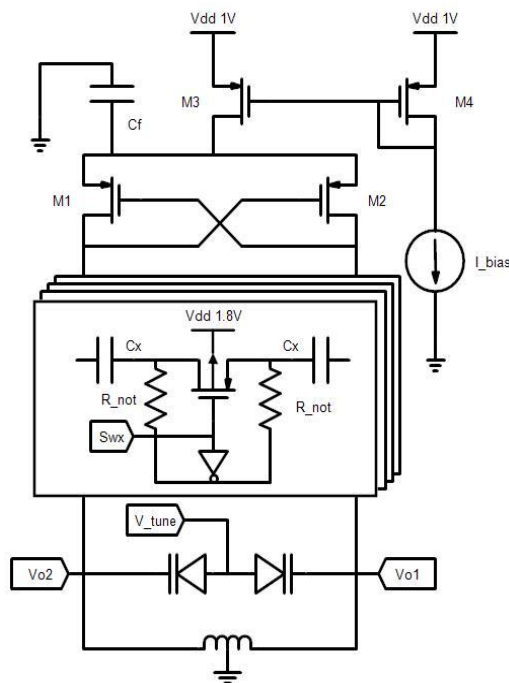 Vdd 1V
Vdd 1V
M3
M4
Cf
M1
M2
I_bias
Vdd 1.8V
Cx
Cx
R_not
R_not
Swx
V_tune
Vo2
Vo1